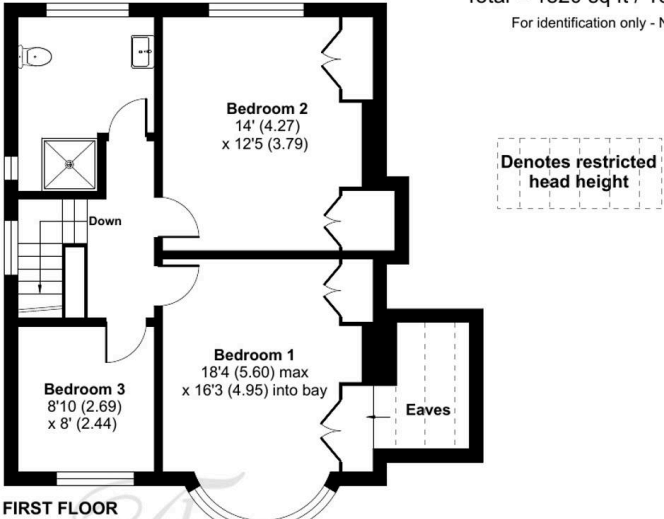 For identification only - N
Bedroom 2
14' (4.27)
x 12'5 (3.79)
Denotes restricted
head height
Down
Bedroom 1
18'4 (5.60) max
x 16'3 (4.95) into bay
Bedroom 3
8'10 (2.69)
x 8' (2.44)
Eaves
FIRST FLOOR